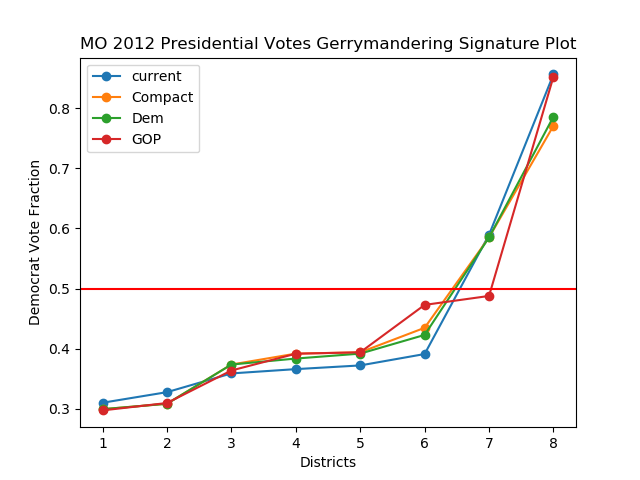 MO 2012 Presidential Votes Gerrymandering Signature Plot
current
Compact
Dem
GOP
Democrat Vote Fraction
0.8
0.7
0.6
0.5
0.4
0.3
1 2 3 4 5 6 7 8
Districts